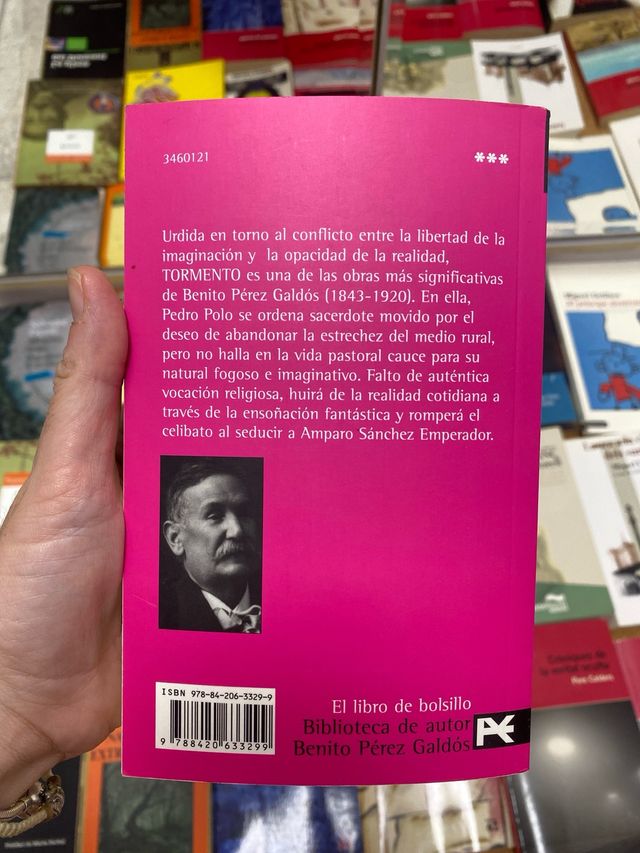 3460121
***
Urdida en torno al conflicto entre la libertad de la
imaginación y la opacidad de la realidad,
TORMENTO es una de las obras más significativas
de Benito Pérez Galdós (1843-1920). En ella,
Pedro Polo se ordena sacerdote movido por el
deseo de abandonar la estrechez del medio rural,
pero no halla en la vida pastoral cauce para su
natural fogoso e imaginativo. Falto de auténtica
vocación religiosa, huirá de la realidad cotidiana a
través de la ensoñación fantástica y romperá el
celibato al seducir a Amparo Sánchez Emperador.
ISBN 978-84-206-3329-9
9 788420 633299
El libro de bolsillo
Biblioteca de autor
Benito Pérez Galdós